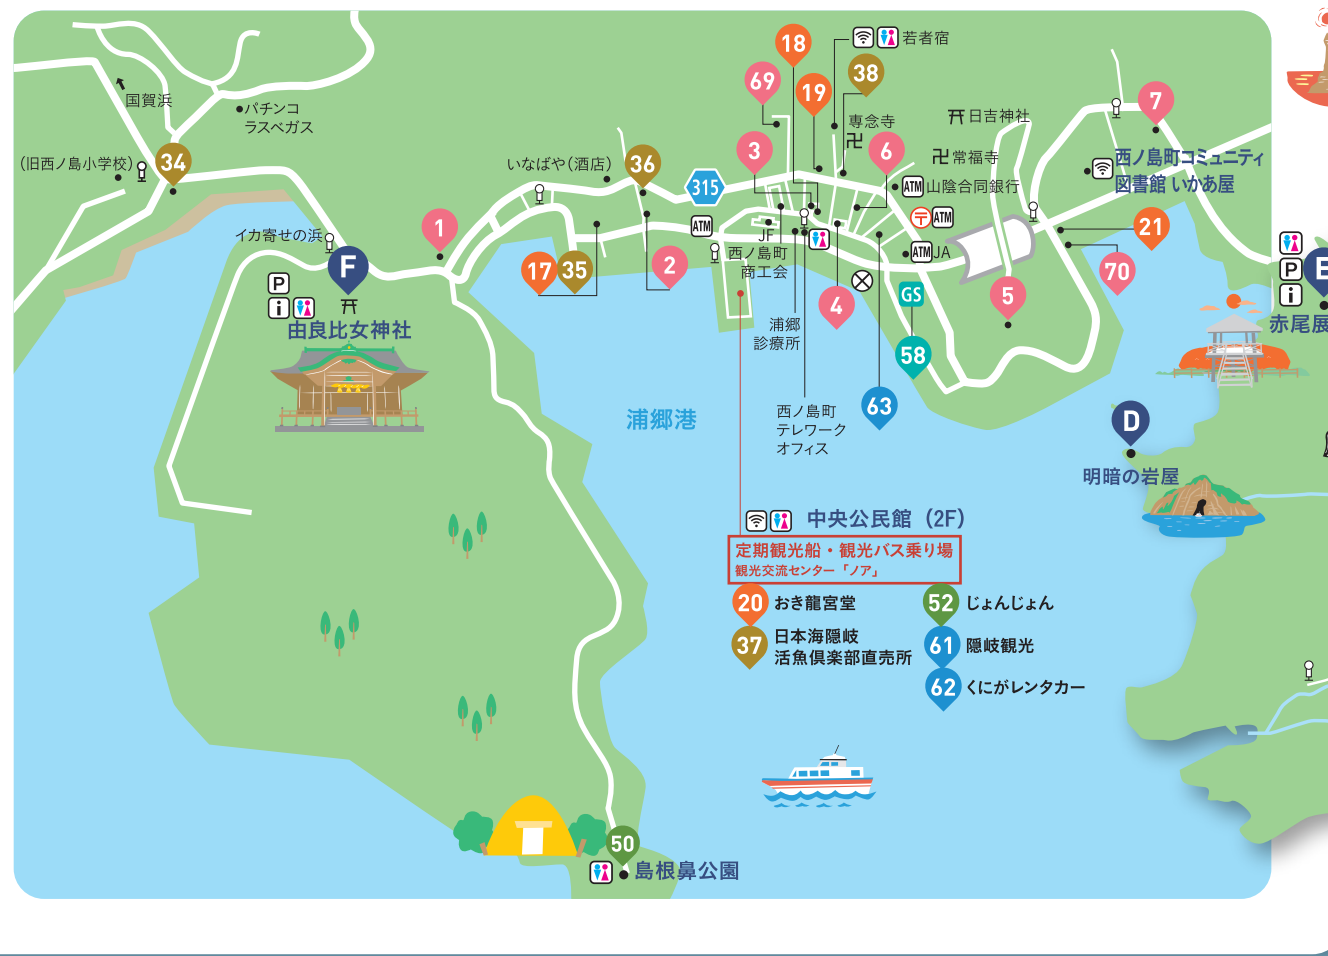 国賀浜
パチンコ
ラスベガス
(旧西ノ島小学校)
34
イカ寄せの浜
F
P
i
由良比女神社
1
いなばや(酒店)
36
315
17
35
2
ATM
69
18
19
38
若者宿
専念寺
3
6
日吉神社
常福寺
ATM
山陰合同銀行
〒
ATM
ATM
JA
7
西ノ島町コミュニティ
図書館 いかあ屋
21
70
5
JF
西ノ島町
商工会
4
GS
58
63
浦郷
診療所
西ノ島町
テレワーク
オフィス
浦郷港
P
i
E
赤尾展
D
明暗の岩屋
中央公民館(2F)
定期観光船・観光バス乗り場
観光交流センター「ノア」
20
おき龍宮堂
37
日本海隠岐
活魚倶楽部直売所
52
じょんじょん
61
隠岐観光
62
くにがレンタカー
50
島根鼻公園